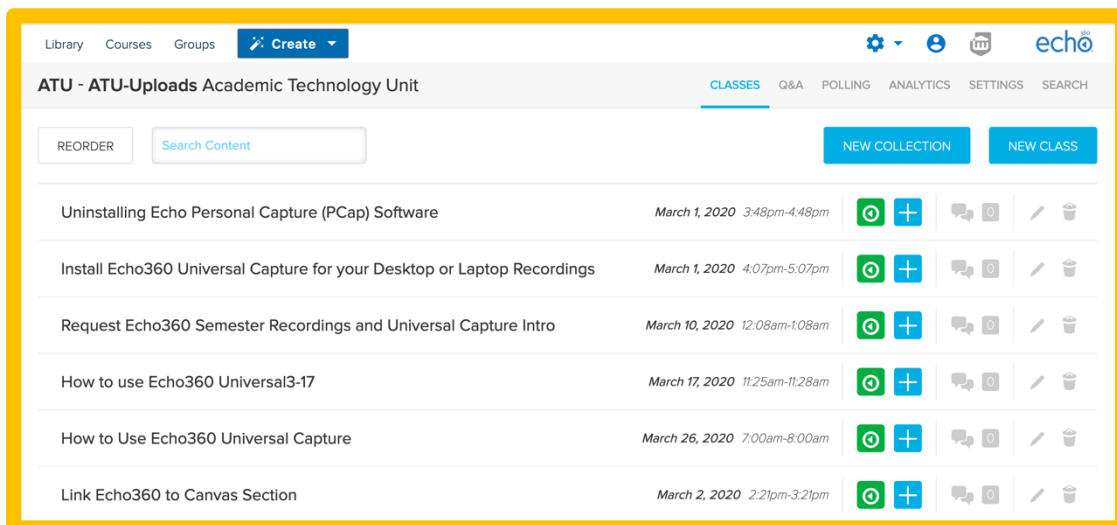 Library Courses Groups Create echo360
ATU - ATU-Uploads Academic Technology Unit CLASSES Q&A POLLING ANALYTICS SETTINGS SEARCH
REORDER Search Content NEW COLLECTION NEW CLASS
Uninstalling Echo Personal Capture (PCap) Software March 1, 2020 3:48pm-4:48pm 0
Install Echo360 Universal Capture for your Desktop or Laptop Recordings March 1, 2020 4:07pm-5:07pm 0
Request Echo360 Semester Recordings and Universal Capture Intro March 10, 2020 12:08am-1:08am 0
How to use Echo360 Universal3-17 March 17, 2020 11:25am-11:28am 0
How to Use Echo360 Universal Capture March 26, 2020 7:00am-8:00am 0
Link Echo360 to Canvas Section March 2, 2020 2:21pm-3:21pm 0